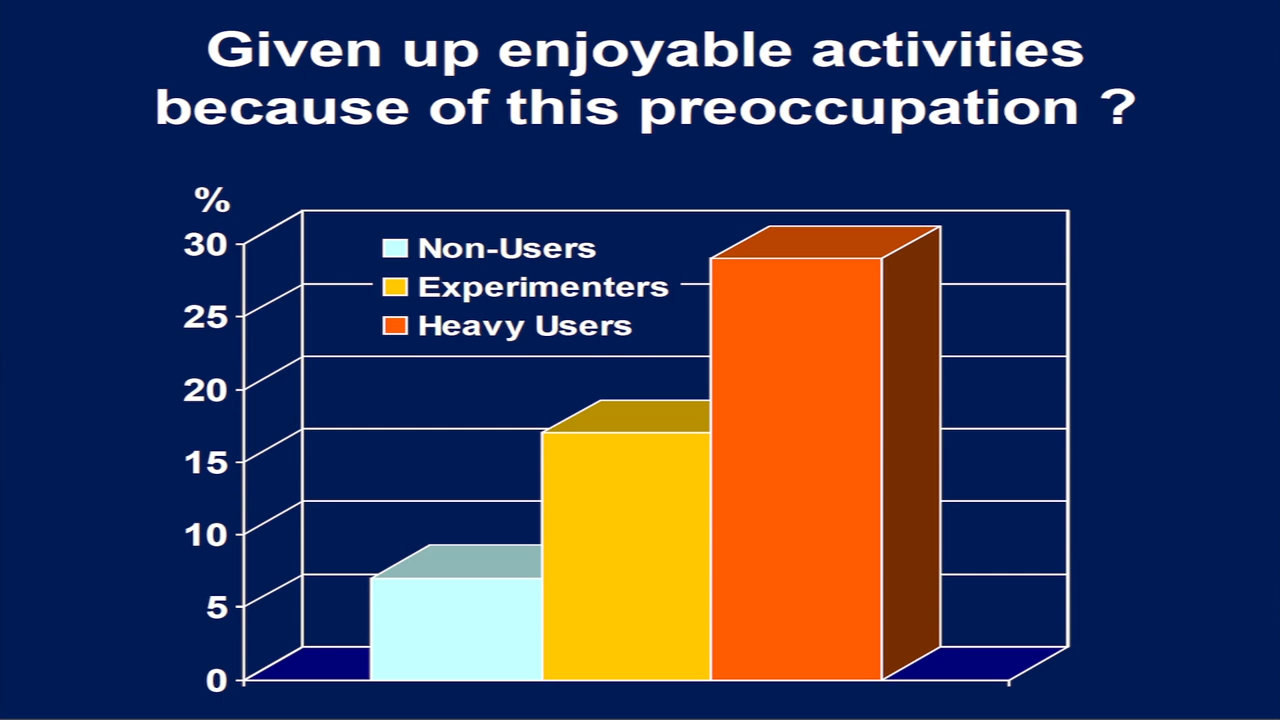 Given up enjoyable activities
because of this preoccupation ?
%
30
25
20
15
10
5
0
Non-Users
Experimenters
Heavy Users